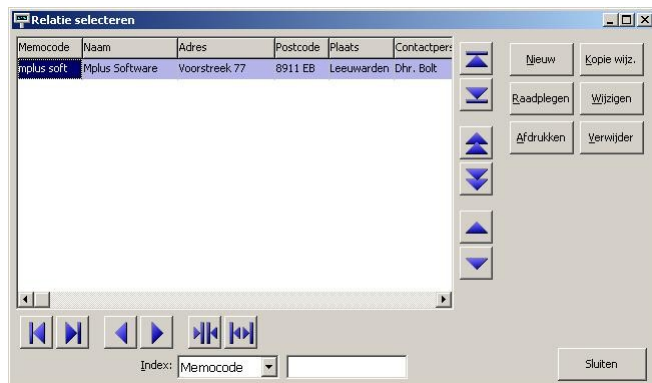 Relatie selecteren
Memocode Naam Adres Postcode Plaats Contactpers
mplus soft Mplus Software Voorstreek 77 8911 EB Leeuwarden Dhr. Bolt
Nieuw Kopie wijz.
Raadplegen Wijzigen
Afdrukken Verwijder
Index: Memocode
Sluiten